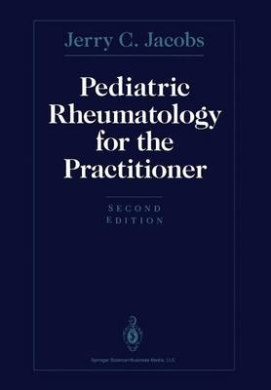 Jerry C. Jacobs
Pediatric
Rheumatology
for the
Practitioner
SECOND
EDITION
Springer Science+Business Media, LLC